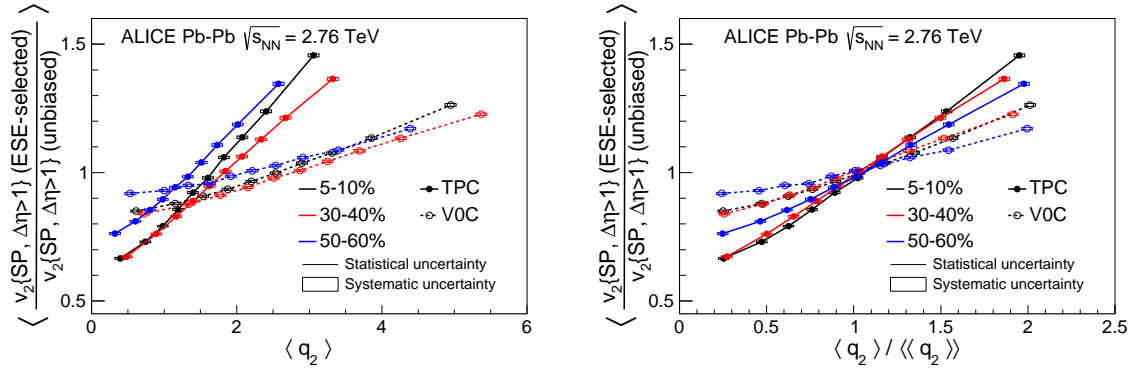 ALICE Pb-Pb √s_NN = 2.76 TeV
⟨ v₂{SP, Δη>1} (ESE-selected) / v₂{SP, Δη>1} (unbiased) ⟩
1.5
1
0.5
5-10%
30-40%
50-60%
TPC
V0C
Statistical uncertainty
Systematic uncertainty
0 2 4 6
⟨ q₂ ⟩
ALICE Pb-Pb √s_NN = 2.76 TeV
⟨ v₂{SP, Δη>1} (ESE-selected) / v₂{SP, Δη>1} (unbiased) ⟩
1.5
1
0.5
5-10%
30-40%
50-60%
TPC
V0C
Statistical uncertainty
Systematic uncertainty
0 0.5 1 1.5 2 2.5
⟨ q₂ ⟩ / ⟨⟨ q₂ ⟩⟩